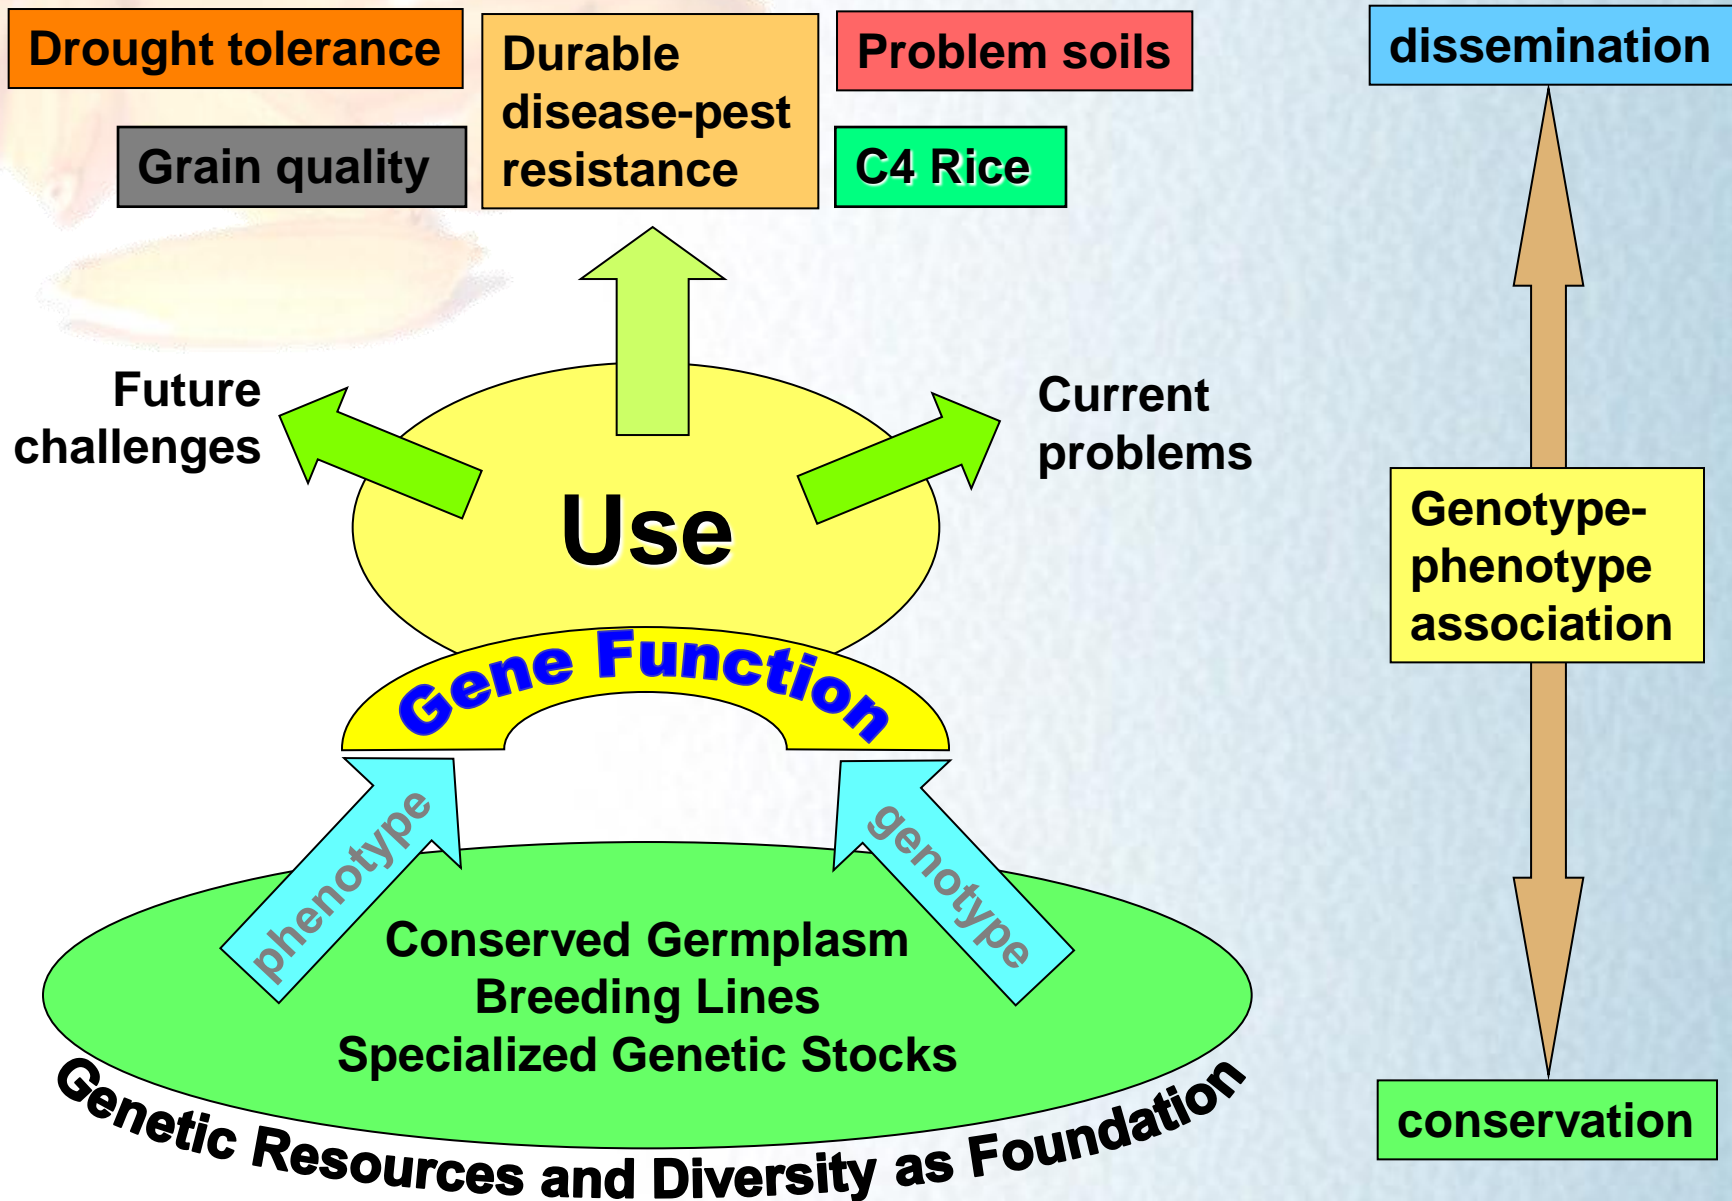 Drought tolerance
Durable
disease-pest
resistance
Problem soils
dissemination
Grain quality
C4 Rice
Future
challenges
Current
problems
Use
Genotype-
phenotype
association
Gene Function
phenotype
genotype
Conserved Germplasm
Breeding Lines
Specialized Genetic Stocks
Genetic Resources and Diversity as Foundation
conservation